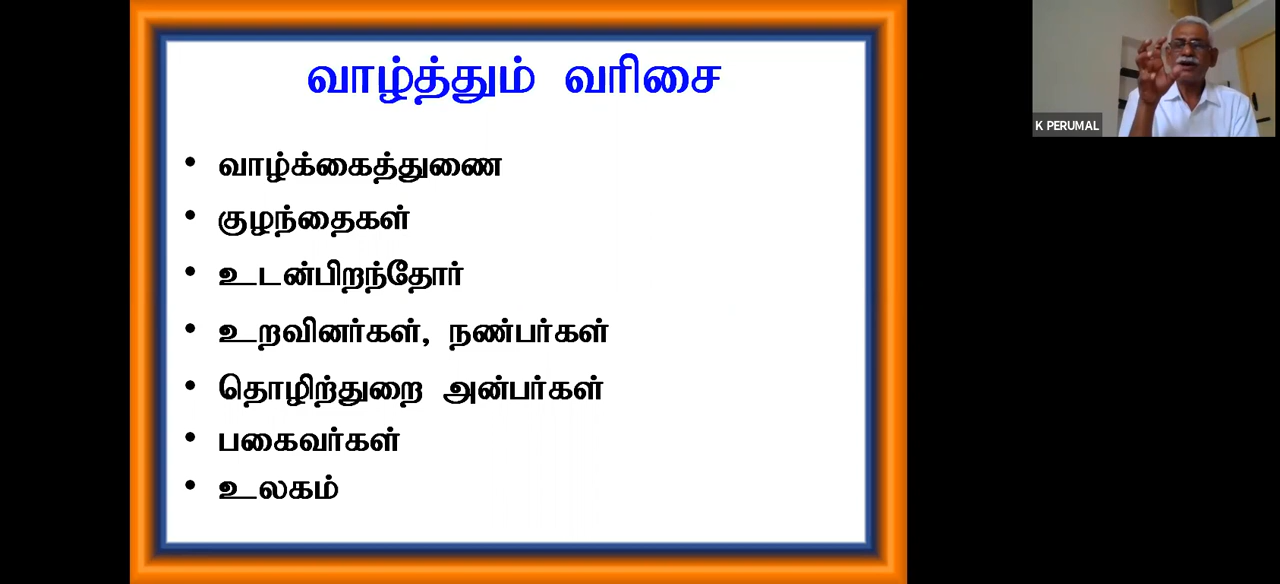 வாழ்த்தும் வரிசை
• வாழ்க்கைத்துணை
• குழந்தைகள்
• உடன்பிறந்தோர்
• உறவினர்கள், நண்பர்கள்
• தொழிற்துறை அன்பர்கள்
• பகைவர்கள்
• உலகம்
K PERUMAL